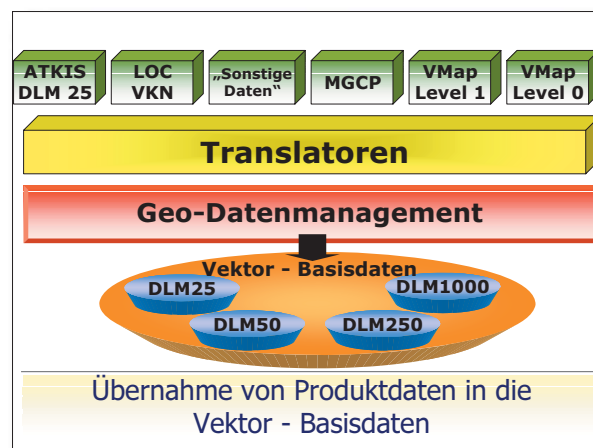 ATKIS
DLM 25
LOC
VKN
„Sonstige
Daten“
MGCP
VMap
Level 1
VMap
Level 0
Translatoren
Geo-Datenmanagement
Vektor - Basisdaten
DLM25
DLM1000
DLM50
DLM250
Übernahme von Produktdaten in die
Vektor - Basisdaten